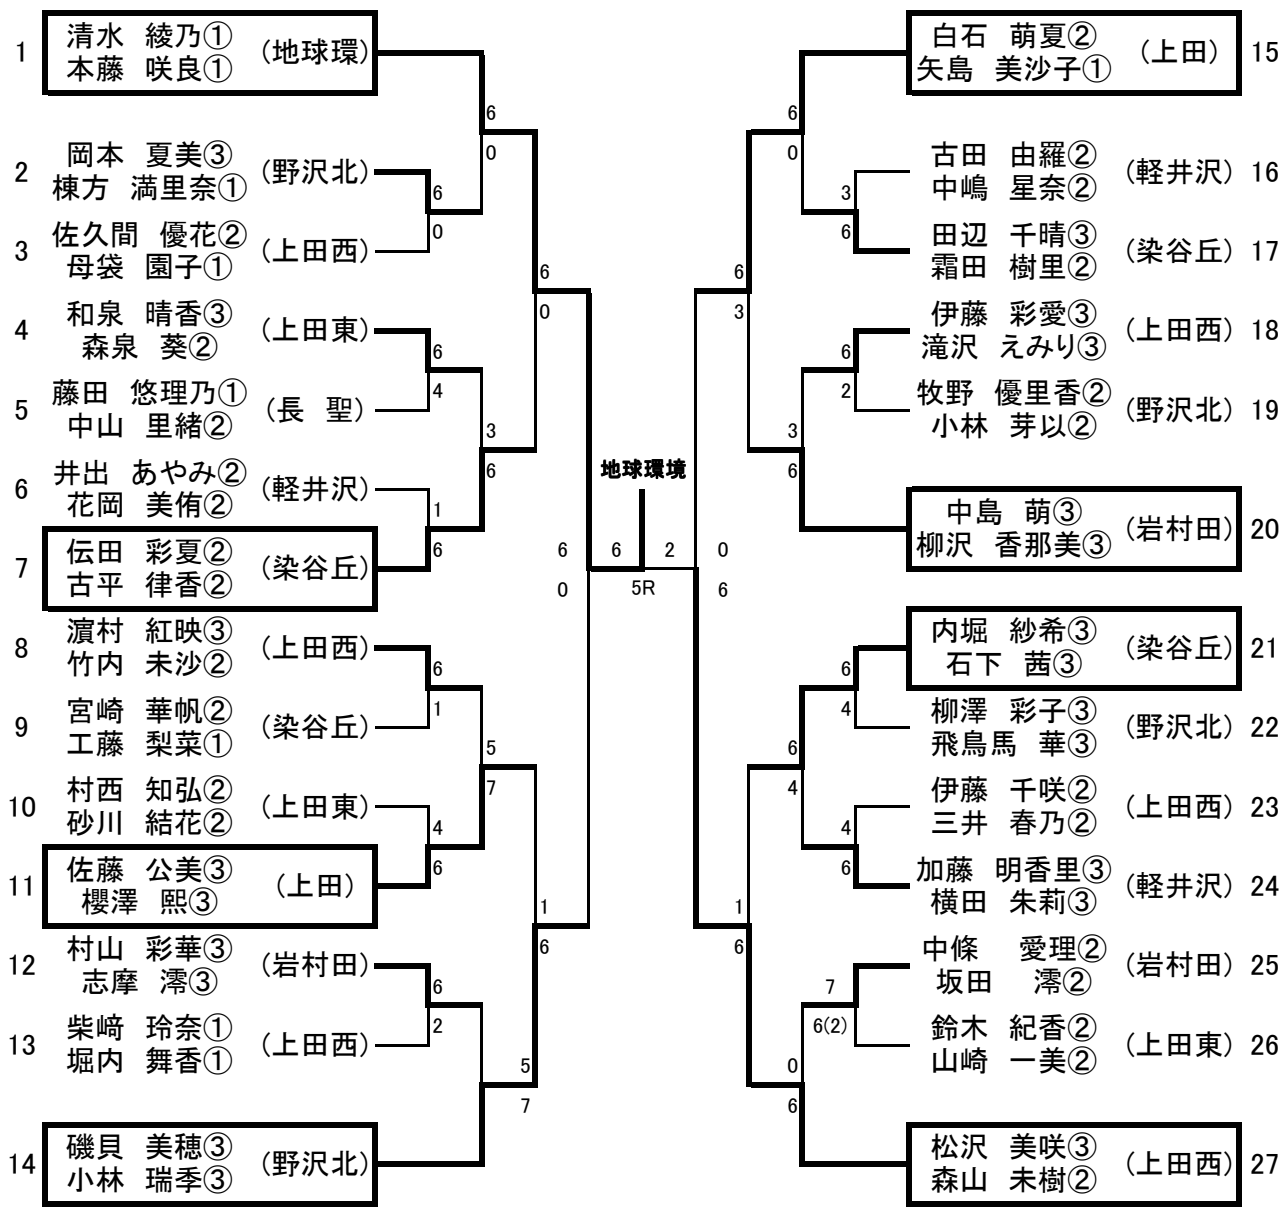 1 清水 綾乃① (地球環)
本藤 咲良①
6
0
2 岡本 夏美③ (野沢北)
棟方 満里奈①
6
0
3 佐久間 優花② (上田西)
母袋 園子①
6
0
4 和泉 晴香③ (上田東)
森泉 葵②
6
4
5 藤田 悠理乃① (長 聖)
中山 里緒②
3
6
6 井出 あやみ② (軽井沢)
花岡 美侑②
1
6
7 伝田 彩夏② (染谷丘)
古平 律香②
6
0
8 濵村 紅映③ (上田西)
竹内 未沙②
6
1
9 宮崎 華帆② (染谷丘)
工藤 梨菜①
5
7
10 村西 知弘② (上田東)
砂川 結花②
4
6
11 佐藤 公美③ (上田)
櫻澤 熙③
1
6
12 村山 彩華③ (岩村田)
志摩 澪③
6
2
13 柴﨑 玲奈① (上田西)
堀内 舞香①
5
7
14 磯貝 美穂③ (野沢北)
小林 瑞季③
地球環境
6 2
5R
白石 萌夏② (上田) 15
矢島 美沙子①
6
0
古田 由羅② (軽井沢) 16
中嶋 星奈②
3
6
田辺 千晴③ (染谷丘) 17
霜田 樹里②
6
3
伊藤 彩愛③ (上田西) 18
滝沢 えみり③
6
2
牧野 優里香② (野沢北) 19
小林 芽以②
3
6
中島 萌③ (岩村田) 20
柳沢 香那美③
0
6
内堀 紗希③ (染谷丘) 21
石下 茜③
6
4
柳澤 彩子③ (野沢北) 22
飛鳥馬 華③
6
4
伊藤 千咲② (上田西) 23
三井 春乃②
4
6
加藤 明香里③ (軽井沢) 24
横田 朱莉③
1
6
中條 愛理② (岩村田) 25
坂田 澪②
7
6(2)
鈴木 紀香② (上田東) 26
山崎 一美②
0
6
松沢 美咲③ (上田西) 27
森山 未樹②